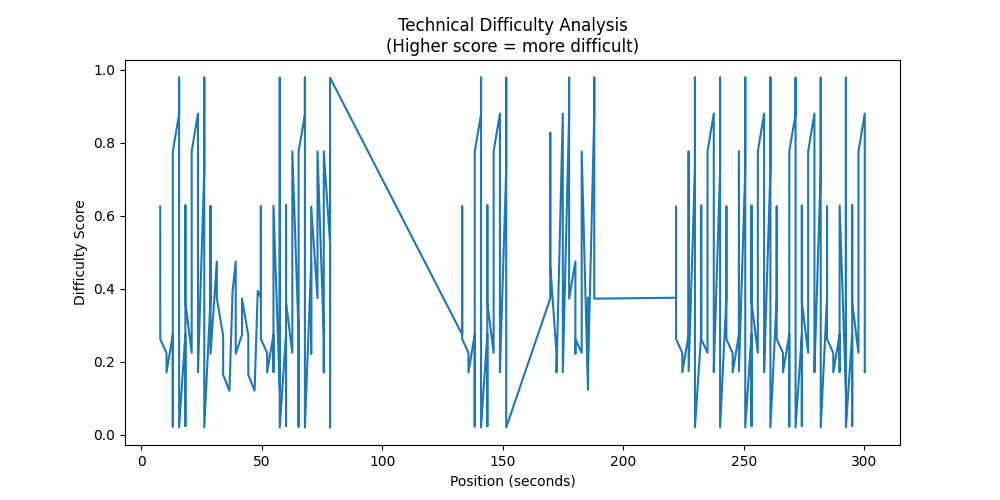 Technical Difficulty Analysis
(Higher score = more difficult)
Difficulty Score
1.0
0.8
0.6
0.4
0.2
0.0
0 50 100 150 200 250 300
Position (seconds)